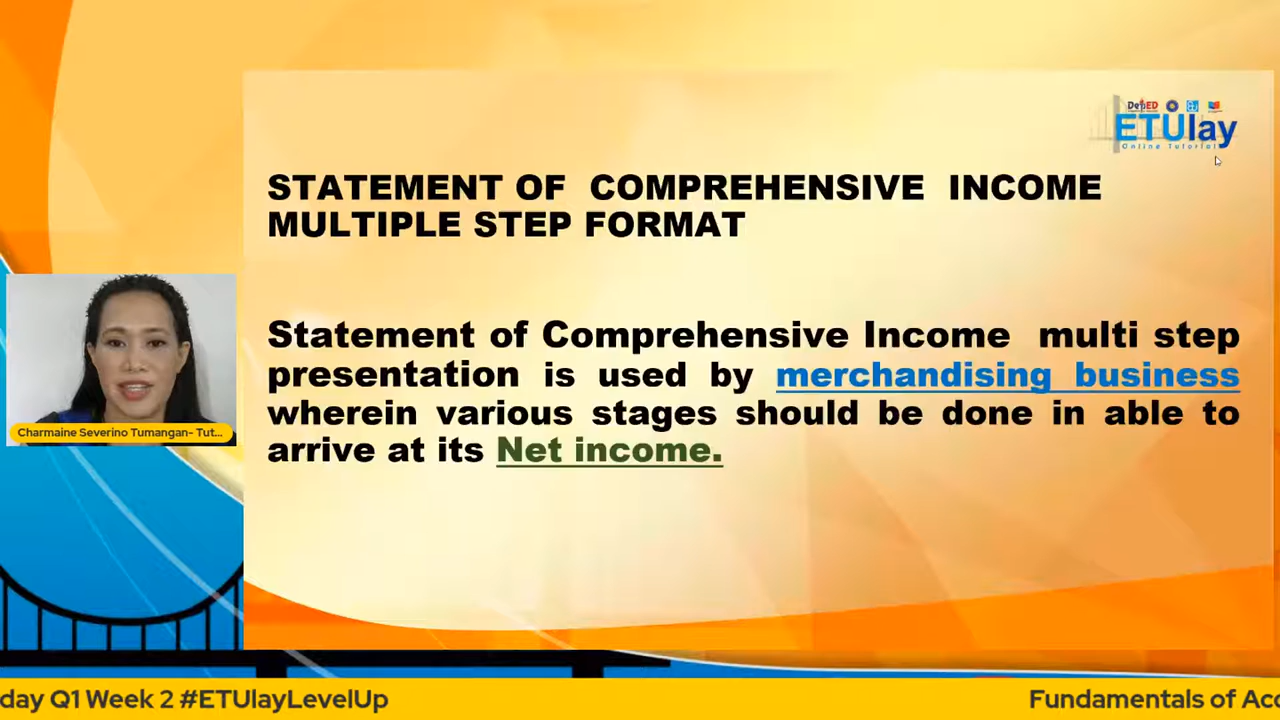 DepED
ETUlay
Online Tutorial
STATEMENT OF COMPREHENSIVE INCOME
MULTIPLE STEP FORMAT
Statement of Comprehensive Income multi step
presentation is used by merchandising business
wherein various stages should be done in able to
arrive at its Net income.
Charmaine Severino Tumangan- Tut...
day Q1 Week 2 #ETUlayLevelUp
Fundamentals of Acc